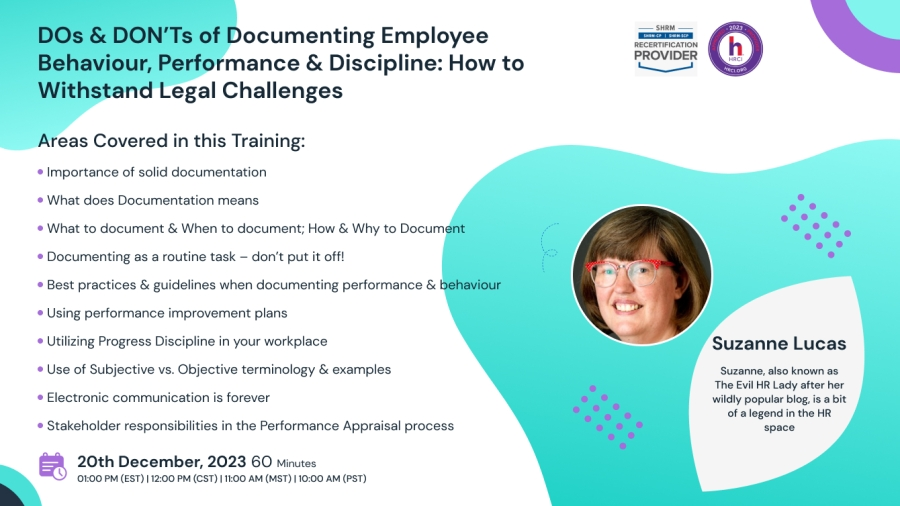 DOs & DON'Ts of Documenting Employee
Behaviour, Performance & Discipline: How to
Withstand Legal Challenges
SHRM
SHRM-CP | SHRM-SCP
RECERTIFICATION
PROVIDER
2023
h
HRCI
HRCI.ORG
Areas Covered in this Training:
Importance of solid documentation
What does Documentation means
What to document & When to document; How & Why to Document
Documenting as a routine task – don't put it off!
Best practices & guidelines when documenting performance & behaviour
Using performance improvement plans
Utilizing Progress Discipline in your workplace
Use of Subjective vs. Objective terminology & examples
Electronic communication is forever
Stakeholder responsibilities in the Performance Appraisal process
20th December, 2023 60 Minutes
01:00 PM (EST) | 12:00 PM (CST) | 11:00 AM (MST) | 10:00 AM (PST)
Suzanne Lucas
Suzanne, also known as
The Evil HR Lady after her
wildly popular blog, is a bit
of a legend in the HR
space